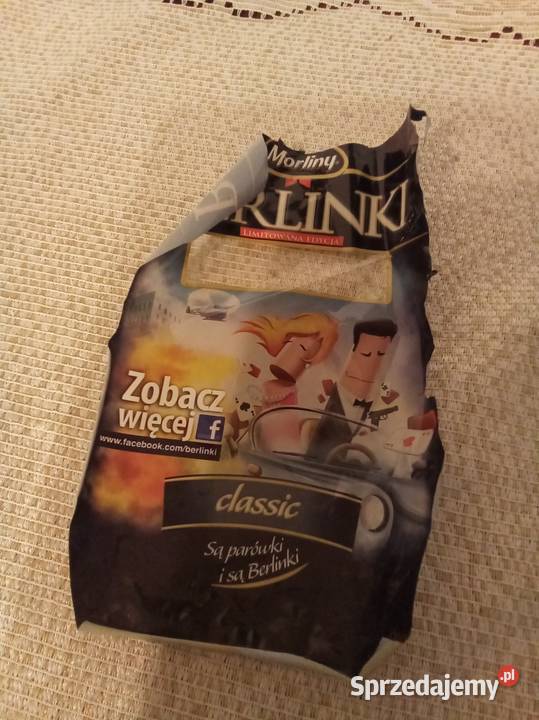 Morliny
BERLINKI
LIMITOWANA EDYCJA
Zobacz
więcej f
www.facebook.com/berlinki
classic
Są parówki
i są Berlinki
Sprzedajemy.pl